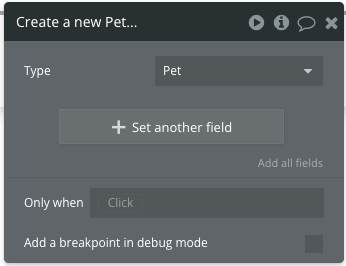 Create a new Pet...
Type Pet
Set another field
Add all fields
Only when Click
Add a breakpoint in debug mode